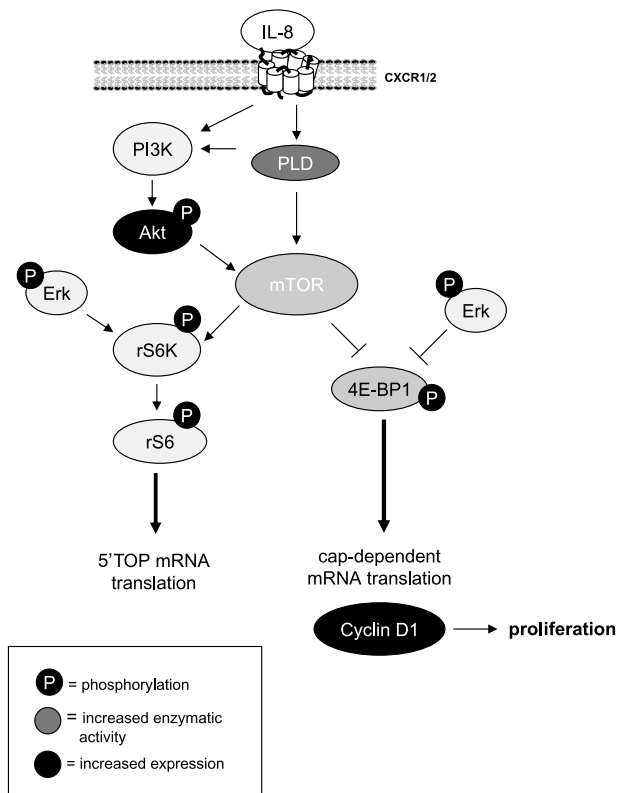 IL-8
CXCR1/2
PI3K
PLD
P
Akt
mTOR
P
Erk
P
Erk
P
rS6K
4E-BP1
P
P
rS6
5'TOP mRNA
translation
cap-dependent
mRNA translation
Cyclin D1
proliferation
P = phosphorylation
= increased enzymatic
activity
= increased expression